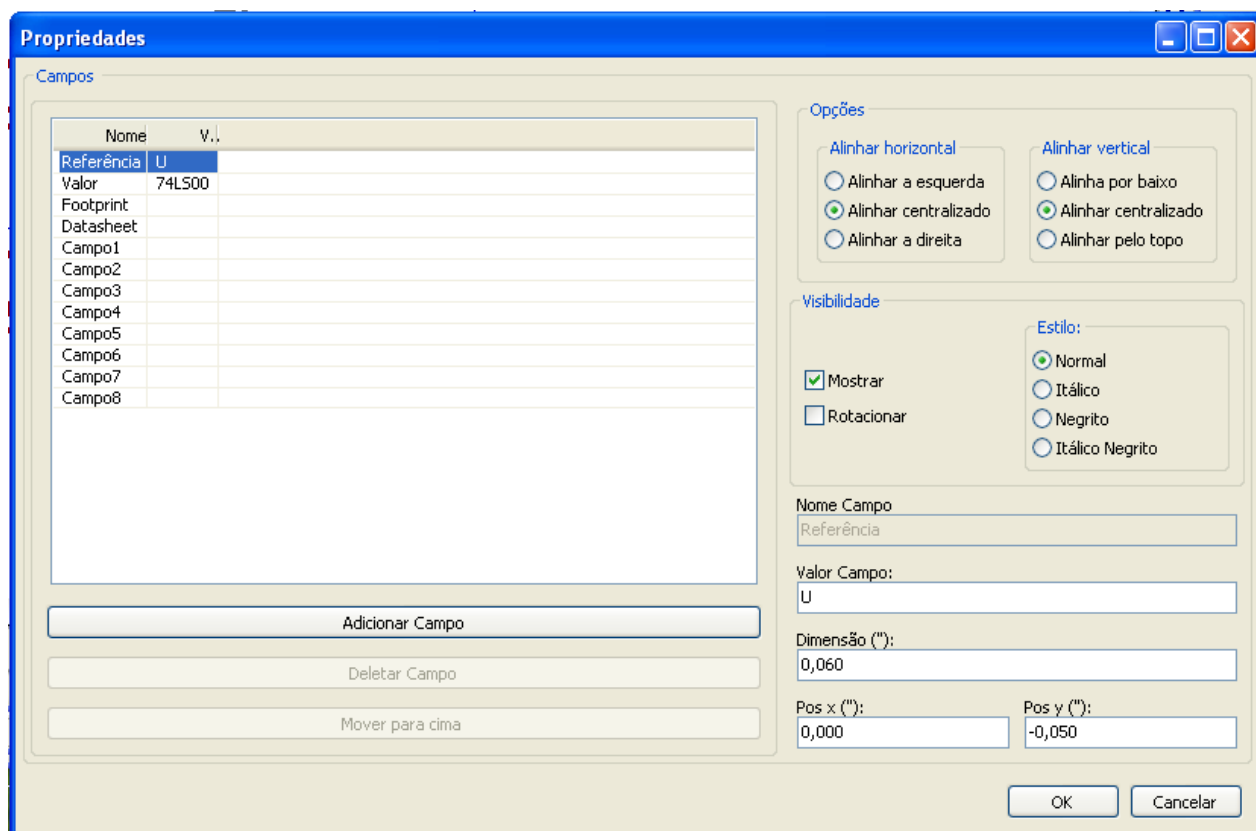 Propriedades
Campos
Nome V..
Referência U
Valor 74LS00
Footprint
Datasheet
Campo1
Campo2
Campo3
Campo4
Campo5
Campo6
Campo7
Campo8
Adicionar Campo
Deletar Campo
Mover para cima
Opções
Alinhar horizontal
Alinhar a esquerda
Alinhar centralizado
Alinhar a direita
Alinhar vertical
Alinha por baixo
Alinhar centralizado
Alinhar pelo topo
Visibilidade
Mostrar
Rotacionar
Estilo:
Normal
Itálico
Negrito
Itálico Negrito
Nome Campo
Referência
Valor Campo:
U
Dimensão ("):
0,060
Pos x ("): Pos y ("):
0,000 -0,050
OK Cancelar